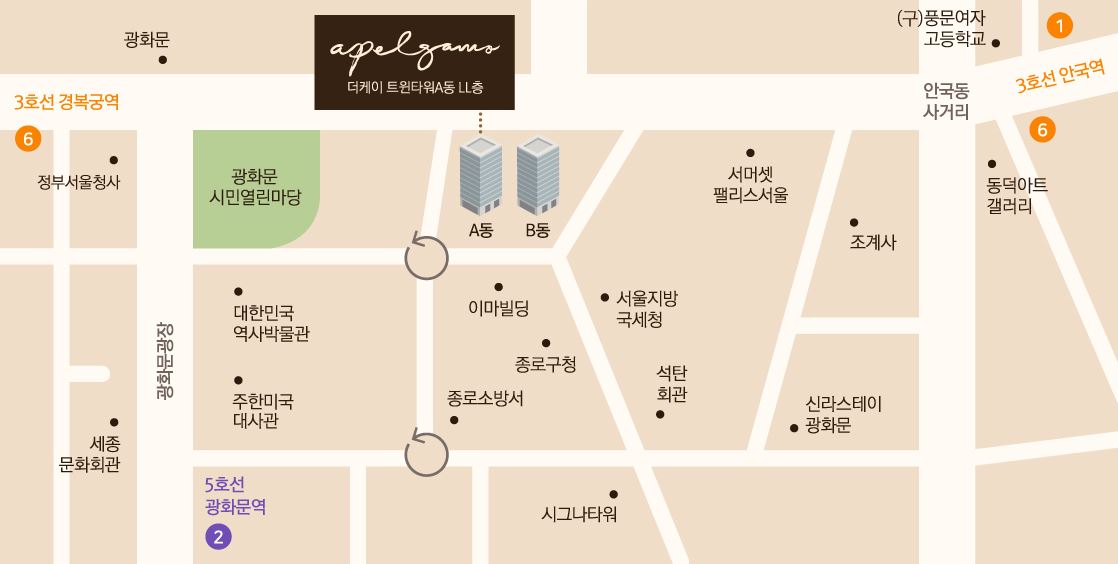 (구)풍문여자
고등학교
1
apelgamo
더케이 트윈타워A동 LL층
광화문
3호선 경복궁역
6
3호선 안국역
6
안국동
사거리
정부서울청사
광화문
시민열린마당
A동
B동
서머셋
팰리스서울
동덕아트
갤러리
조계사
대한민국
역사박물관
이마빌딩
서울지방
국세청
광화문광장
종로구청
주한미국
대사관
종로소방서
석탄
회관
신라스테이
광화문
세종
문화회관
5호선
광화문역
2
시그나타워